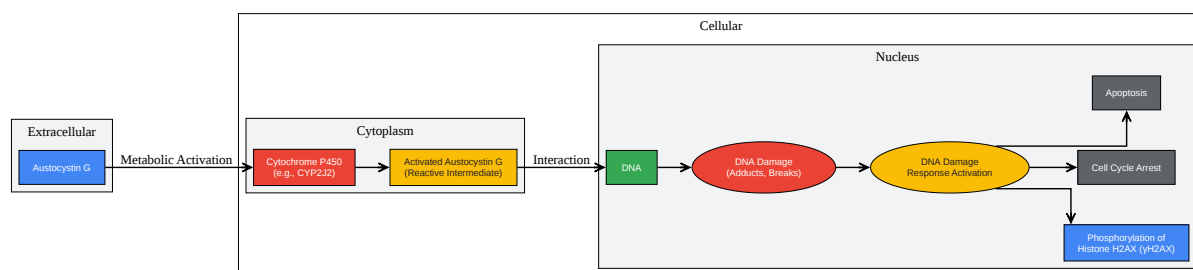 Cellular
Nucleus
Apoptosis
Extracellular
Cytoplasm
Austocystin G
Metabolic Activation
Cytochrome P450
(e.g., CYP2J2)
Activated Austocystin G
(Reactive Intermediate)
Interaction
DNA
DNA Damage
(Adducts, Breaks)
DNA Damage
Response Activation
Cell Cycle Arrest
Phosphorylation of
Histone H2AX (γH2AX)